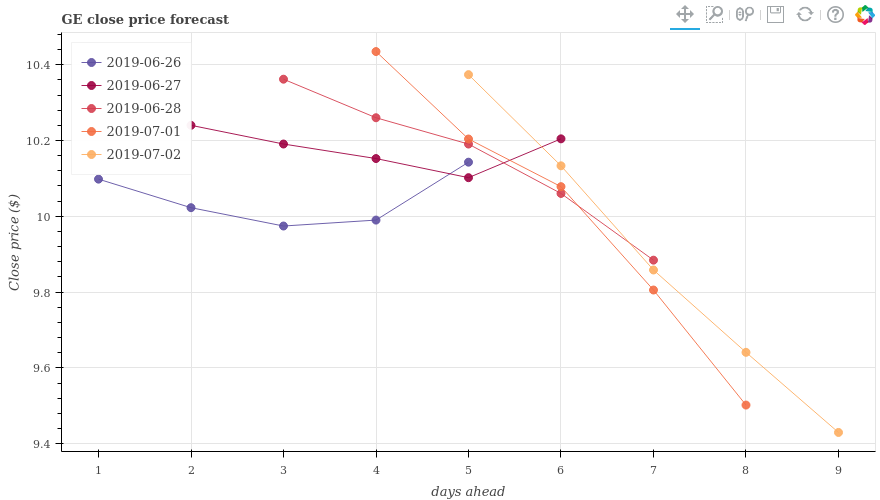 GE close price forecast
2019-06-26
2019-06-27
2019-06-28
2019-07-01
2019-07-02
Close price ($)
10.4
10.2
10
9.8
9.6
9.4
1 2 3 4 5 6 7 8 9
days ahead